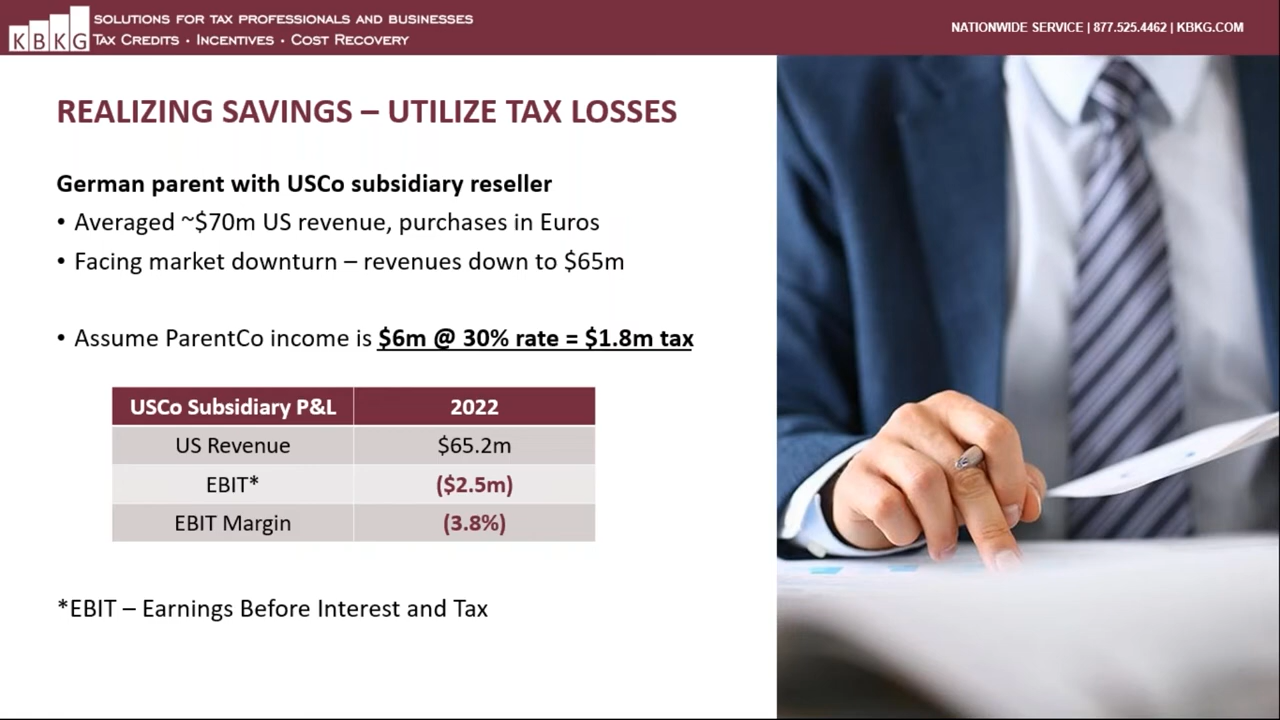 KBKG
SOLUTIONS FOR TAX PROFESSIONALS AND BUSINESSES
TAX CREDITS · INCENTIVES · COST RECOVERY
NATIONWIDE SERVICE | 877.525.4462 | KBKG.COM
REALIZING SAVINGS – UTILIZE TAX LOSSES
German parent with USCo subsidiary reseller
• Averaged ~$70m US revenue, purchases in Euros
• Facing market downturn – revenues down to $65m
• Assume ParentCo income is $6m @ 30% rate = $1.8m tax
USCo Subsidiary P&L 2022
US Revenue $65.2m
EBIT* ($2.5m)
EBIT Margin (3.8%)
*EBIT – Earnings Before Interest and Tax